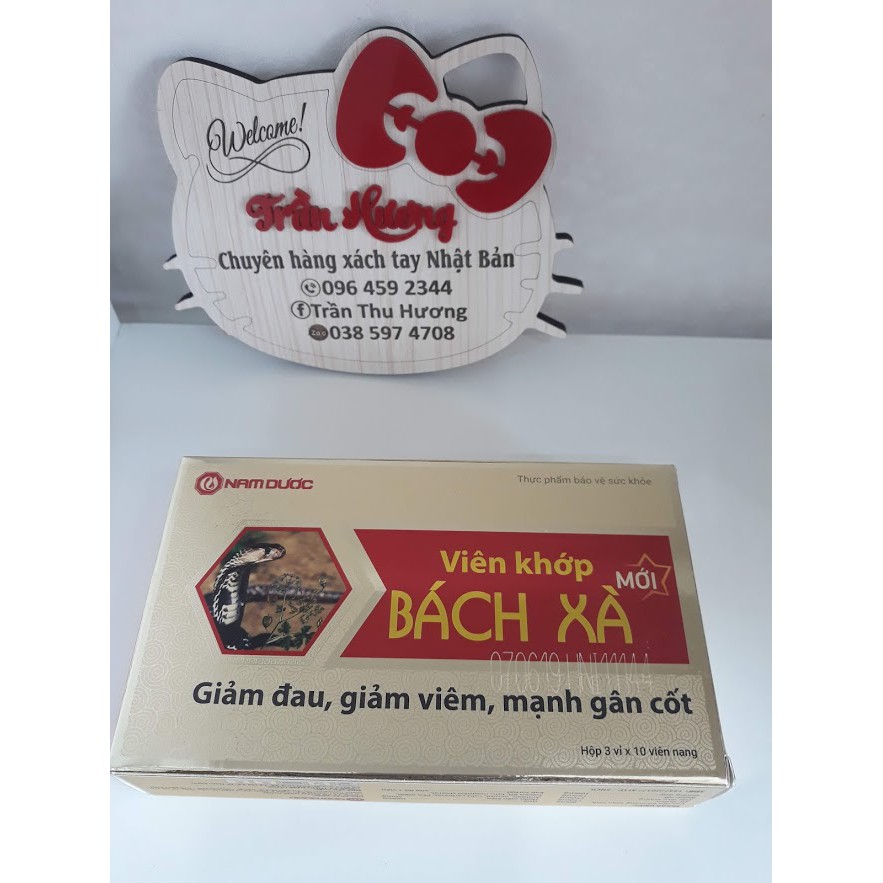 Welcome!
Trần Hương
Chuyên hàng xách tay Nhật Bản
096 459 2344
Trần Thu Hương
Zalo
038 597 4708
NAM DƯỢC
Thực phẩm bảo vệ sức khỏe
Viên khớp
MỚI
BÁCH XÀ
Giảm đau, giảm viêm, mạnh gân cốt
Hộp 3 vỉ x 10 viên nang